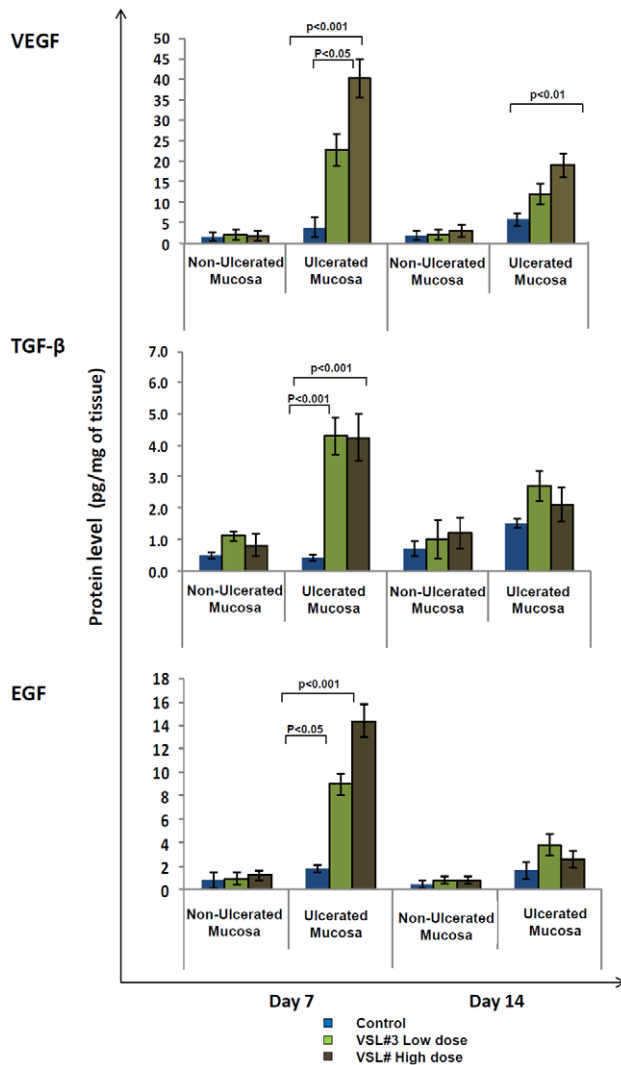 VEGF
p<0.001
P<0.05
p<0.01
50
45
40
35
30
25
20
15
10
5
0
Non-Ulcerated
Mucosa
Ulcerated
Mucosa
Non-Ulcerated
Mucosa
Ulcerated
Mucosa
TGF-β
p<0.001
p<0.001
7.0
6.0
5.0
4.0
3.0
2.0
1.0
0.0
Non-Ulcerated
Mucosa
Ulcerated
Mucosa
Non-Ulcerated
Mucosa
Ulcerated
Mucosa
Protein level (pg/mg of tissue)
EGF
p<0.001
P<0.05
18
16
14
12
10
8
6
4
2
0
Non-Ulcerated
Mucosa
Ulcerated
Mucosa
Non-Ulcerated
Mucosa
Ulcerated
Mucosa
Day 7
Day 14
Control
VSL#3 Low dose
VSL# High dose